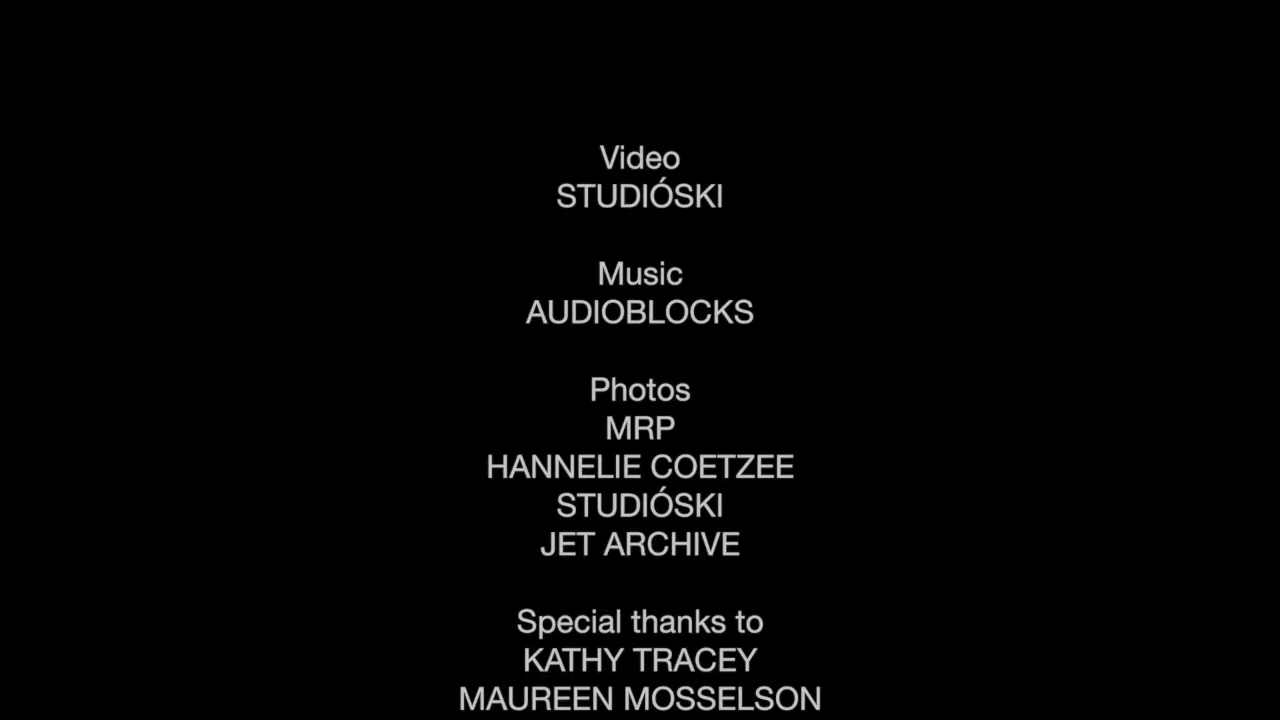 Video
STUDIÓSKI
Music
AUDIOBLOCKS
Photos
MRP
HANNELIE COETZEE
STUDIÓSKI
JET ARCHIVE
Special thanks to
KATHY TRACEY
MAUREEN MOSSELSON